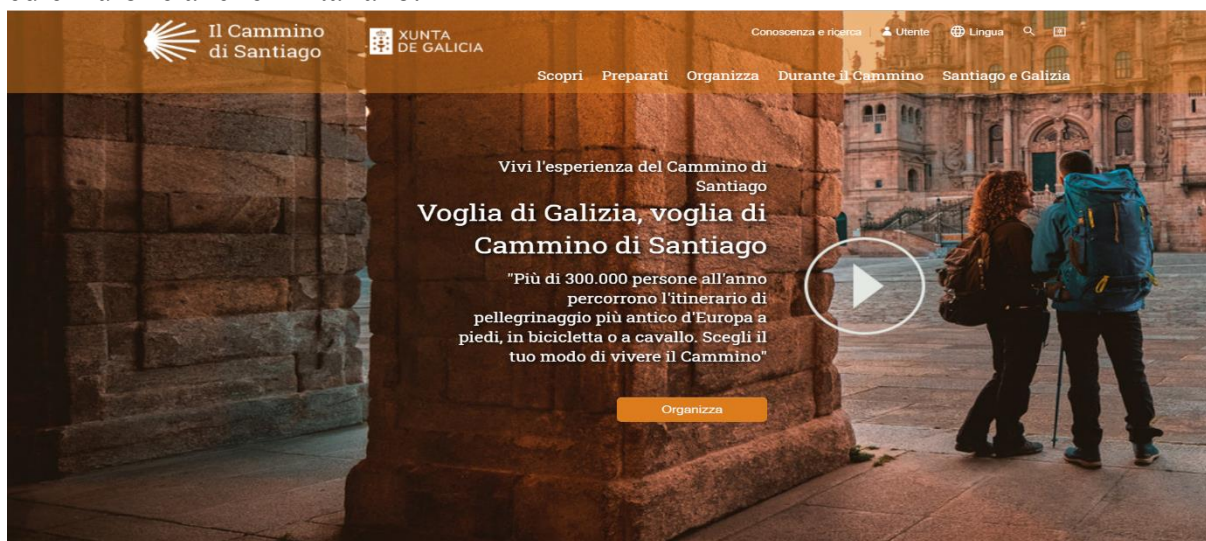 Il Cammino
di Santiago
XUNTA
DE GALICIA
Conoscenza e ricerca
Utente
Lingua
Scopri
Preparati
Organizza
Durante il Cammino
Santiago e Galizia
Vivi l'esperienza del Cammino di
Santiago
Voglia di Galizia, voglia di
Cammino di Santiago
"Più di 300.000 persone all'anno
percorrono l'itinerario di
pellegrinaggio più antico d'Europa a
piedi, in bicicletta o a cavallo. Scegli il
tuo modo di vivere il Cammino"
Organizza